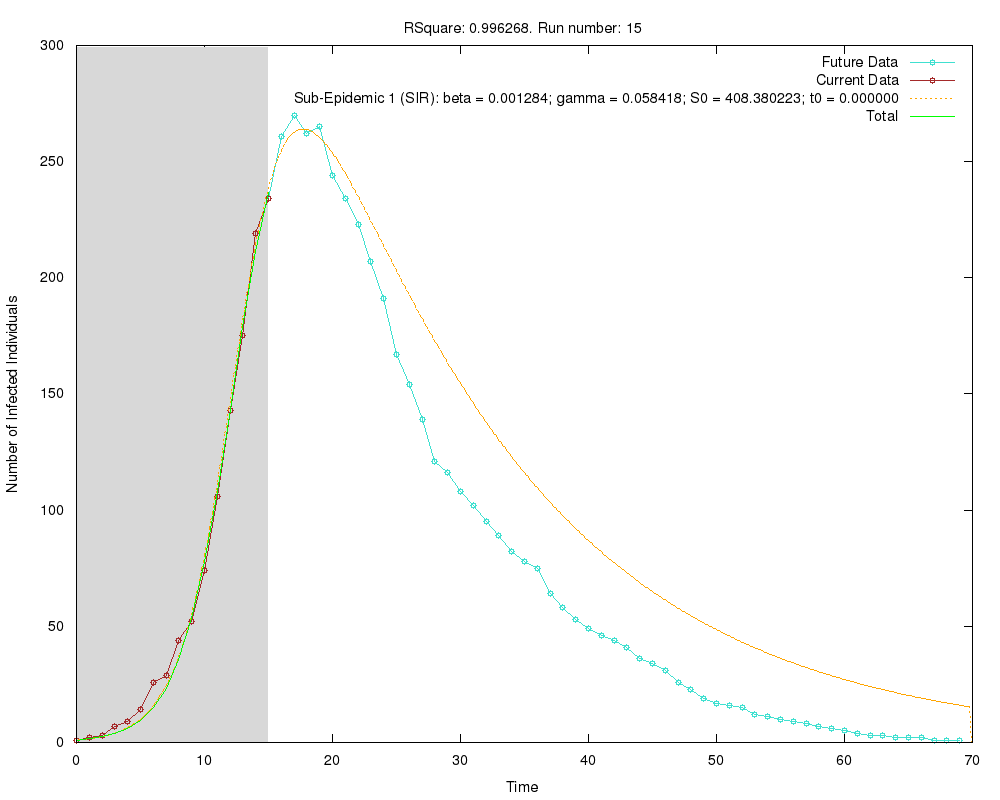 RSquare: 0.996268. Run number: 15
300
Future Data
Current Data
Sub-Epidemic 1 (SIR): beta = 0.001284; gamma = 0.058418; S0 = 408.380223; t0 = 0.000000
Total
250
200
150
100
50
0
Number of Infected Individuals
0 10 20 30 40 50 60 70
Time